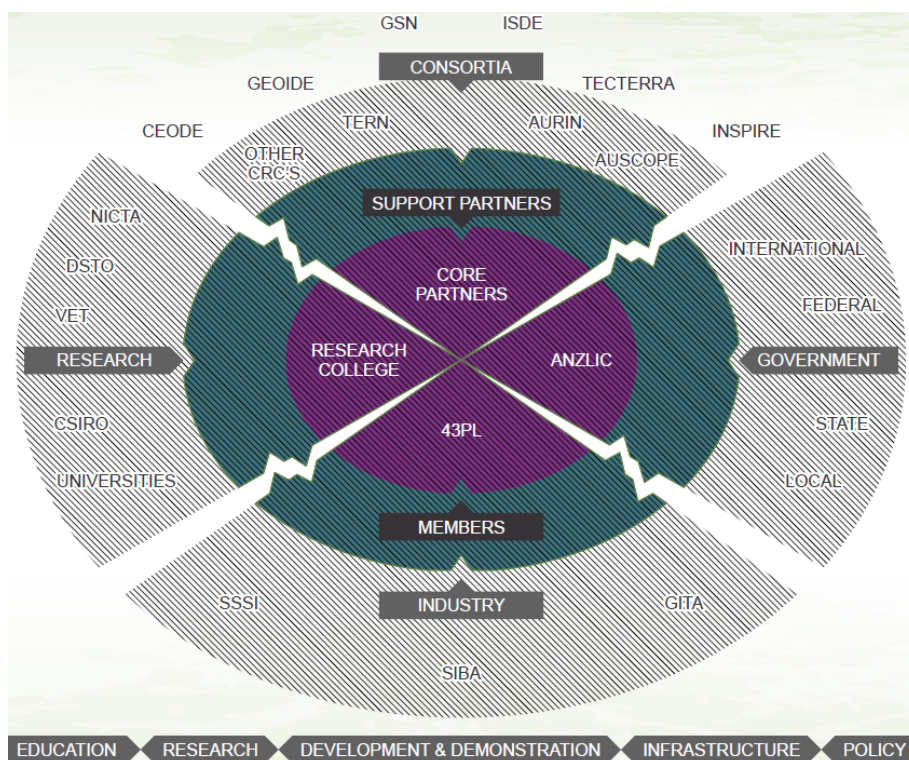 GSN
ISDE
CONSORTIA
GEOIDE
TECTERRA
TERN
AURIN
CEODE
INSPIRE
OTHER
CRC'S
AUSCOPE
SUPPORT PARTNERS
NICTA
INTERNATIONAL
DSTO
CORE
PARTNERS
FEDERAL
VET
RESEARCH
RESEARCH
COLLEGE
ANZLIC
GOVERNMENT
CSIRO
43PL
STATE
UNIVERSITIES
LOCAL
MEMBERS
SSSI
INDUSTRY
GITA
SIBA
EDUCATION
RESEARCH
DEVELOPMENT & DEMONSTRATION
INFRASTRUCTURE
POLICY